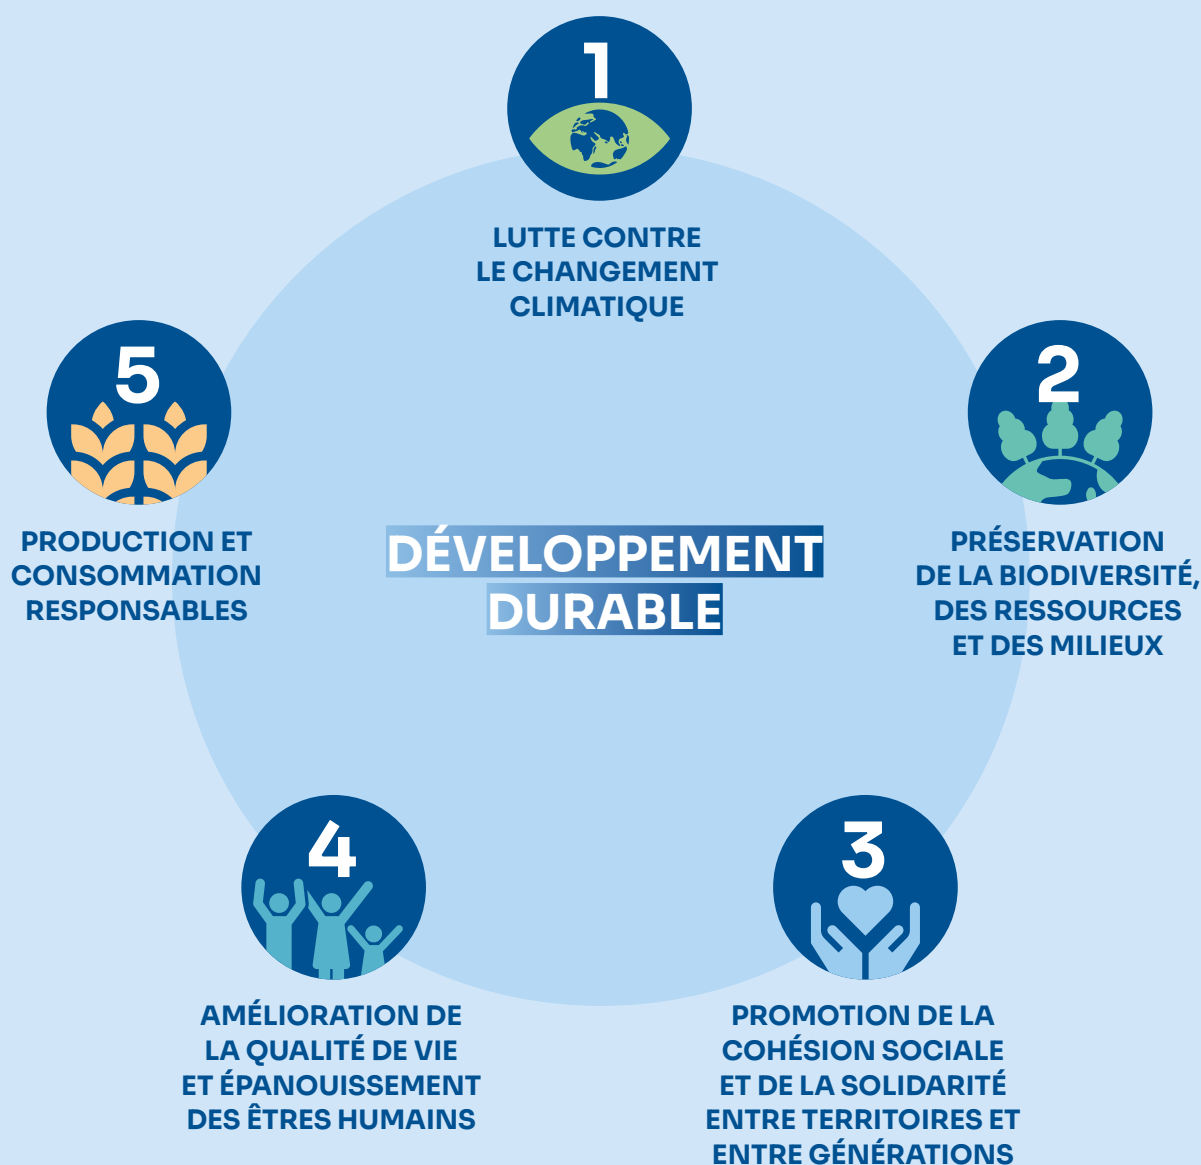 1
LUTTE CONTRE
LE CHANGEMENT
CLIMATIQUE
2
PRÉSERVATION
DE LA BIODIVERSITÉ,
DES RESSOURCES
ET DES MILIEUX
3
PROMOTION DE LA
COHÉSION SOCIALE
ET DE LA SOLIDARITÉ
ENTRE TERRITOIRES ET
ENTRE GÉNÉRATIONS
4
AMÉLIORATION DE
LA QUALITÉ DE VIE
ET ÉPANOUISSEMENT
DES ÊTRES HUMAINS
5
PRODUCTION ET
CONSOMMATION
RESPONSABLES
DÉVELOPPEMENT
DURABLE